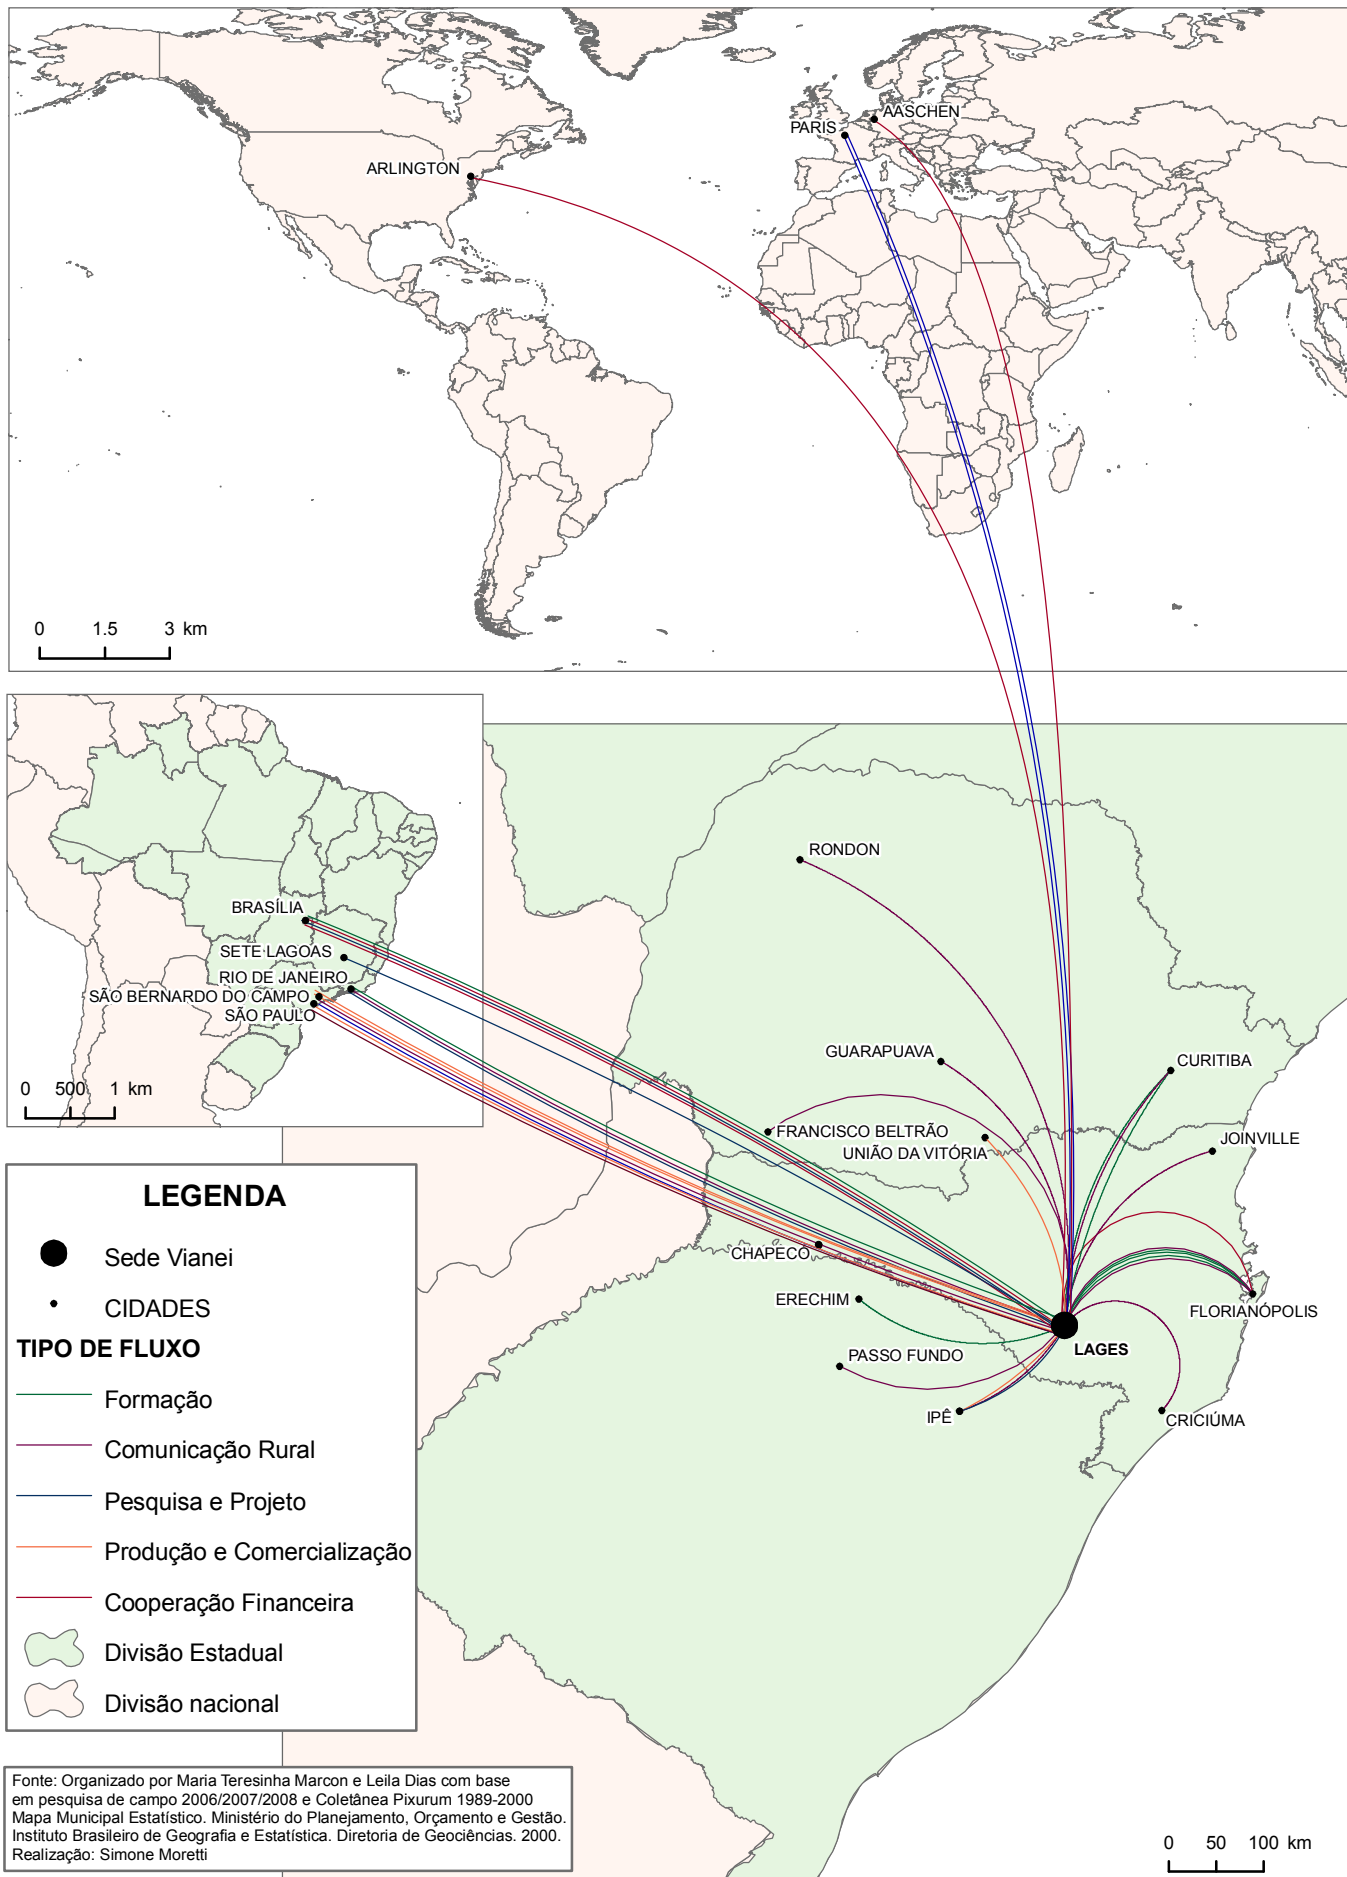 AASCHEN
PARIS
ARLINGTON
0 1.5 3 km
RONDON
BRASÍLIA
SETE LAGOAS
RIO DE JANEIRO
SÃO BERNARDO DO CAMPO
SÃO PAULO
0 500 1 km
GUARAPUAVA
CURITIBA
FRANCISCO BELTRÃO
UNIÃO DA VITÓRIA
JOINVILLE
CHAPECO
ERECHIM
FLORIANÓPOLIS
LAGES
PASSO FUNDO
IPÊ
CRICIÚMA
LEGENDA
Sede Vianei
CIDADES
TIPO DE FLUXO
Formação
Comunicação Rural
Pesquisa e Projeto
Produção e Comercialização
Cooperação Financeira
Divisão Estadual
Divisão nacional
Fonte: Organizado por Maria Teresinha Marcon e Leila Dias com base
em pesquisa de campo 2006/2007/2008 e Coletânea Pixurum 1989-2000
Mapa Municipal Estatístico. Ministério do Planejamento, Orçamento e Gestão.
Instituto Brasileiro de Geografia e Estatística. Diretoria de Geociências. 2000.
Realização: Simone Moretti
0 50 100 km